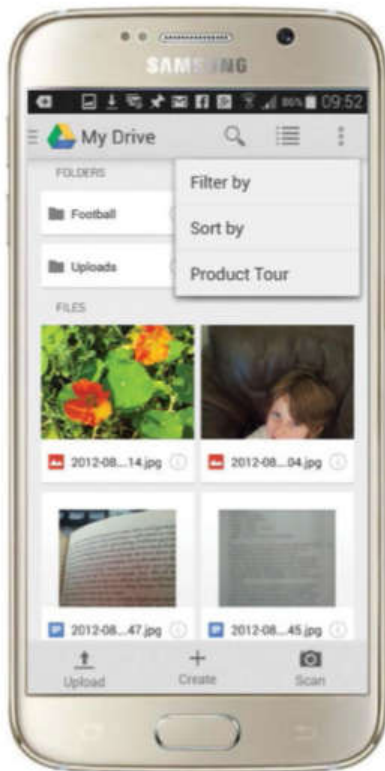 SAMSUNG
86% 09:52
My Drive
Filter by
Sort by
Product Tour
FOLDERS
Football
Uploads
FILES
2012-08...14.jpg
2012-08...04.jpg
2012-08...47.jpg
2012-08...45.jpg
Upload
Create
Scan